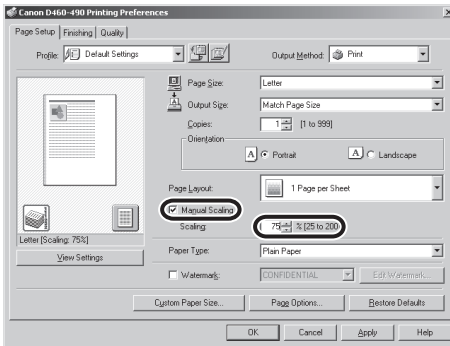 Canon D460-490 Printing Preferences
Page Setup Finishing Quality
Profile: Default Settings Output Method: Print
Page Size: Letter
Output Size: Match Page Size
Copies: 1 [1 to 999]
Orientation
A Portrait A Landscape
Page Layout: 1 Page per Sheet
Manual Scaling
Scaling: 75 % [25 to 200
Letter [Scaling: 75%]
View Settings
Paper Type: Plain Paper
Watermark: CONFIDENTIAL Edit Watermark...
Custom Paper Size... Page Options... Restore Defaults
OK Cancel Apply Help